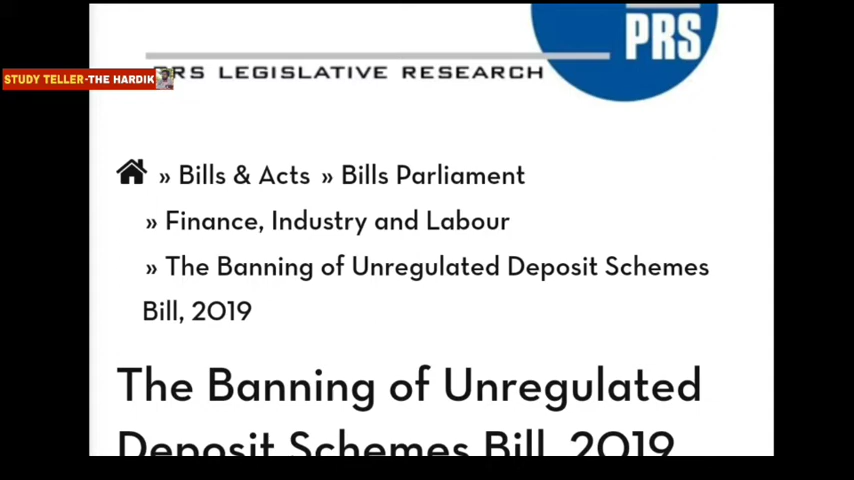 PRS
STUDY TELLER-THE HARDIK
PRS LEGISLATIVE RESEARCH
» Bills & Acts » Bills Parliament
» Finance, Industry and Labour
» The Banning of Unregulated Deposit Schemes
Bill, 2019
The Banning of Unregulated
Deposit Schemes Bill, 2019